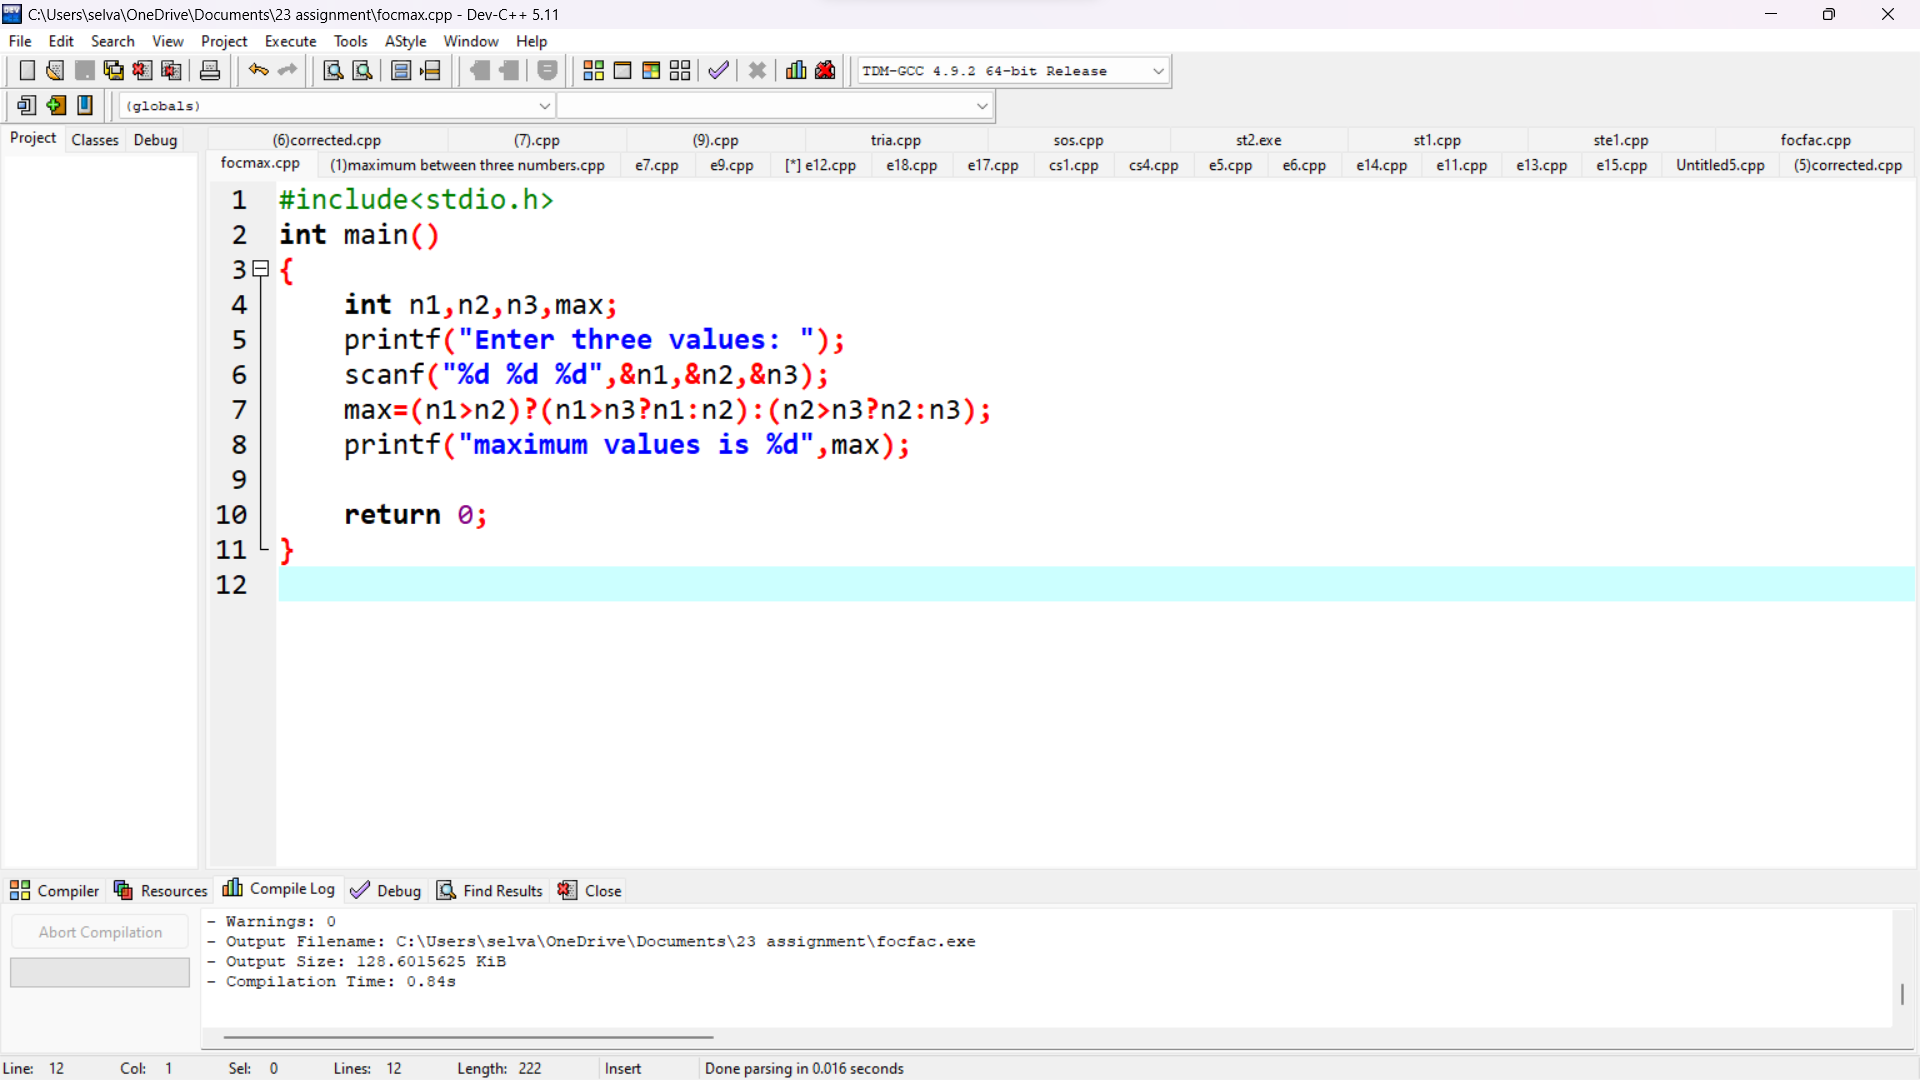 C:\Users\selva\OneDrive\Documents\23 assignment\focmax.cpp - Dev-C++ 5.11
File Edit Search View Project Execute Tools AStyle Window Help
TDM-GCC 4.9.2 64-bit Release
(globals)
Project Classes Debug
(6)corrected.cpp (7).cpp (9).cpp tria.cpp sos.cpp st2.exe st1.cpp ste1.cpp focfac.cpp
focmax.cpp (1)maximum between three numbers.cpp e7.cpp e9.cpp [*] e12.cpp e18.cpp e17.cpp cs1.cpp cs4.cpp e5.cpp e6.cpp e14.cpp e11.cpp e13.cpp e15.cpp Untitled5.cpp (5)corrected.cpp
1 #include<stdio.h>
2 int main()
3 {
4 int n1,n2,n3,max;
5 printf("Enter three values: ");
6 scanf("%d %d %d",&n1,&n2,&n3);
7 max=(n1>n2)?(n1>n3?n1:n2):(n2>n3?n2:n3);
8 printf("maximum values is %d",max);
9
10 return 0;
11 }
12
Compiler Resources Compile Log Debug Find Results Close
Abort Compilation
- Warnings: 0
- Output Filename: C:\Users\selva\OneDrive\Documents\23 assignment\focfac.exe
- Output Size: 128.6015625 KiB
- Compilation Time: 0.84s
Line: 12 Col: 1 Sel: 0 Lines: 12 Length: 222 Insert Done parsing in 0.016 seconds